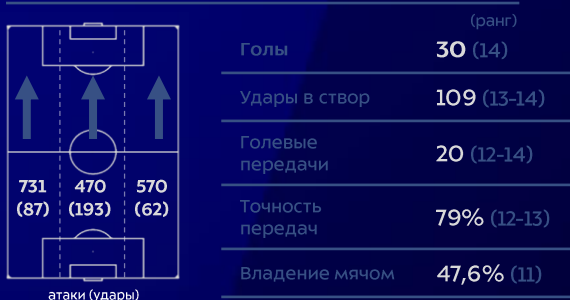 (ранг)
Голы 30 (14)
Удары в створ 109 (13-14)
Голевые
передачи 20 (12-14)
Точность
передач 79% (12-13)
Владение мячом 47,6% (11)
731 470 570
(87) (193) (62)
атаки (удары)